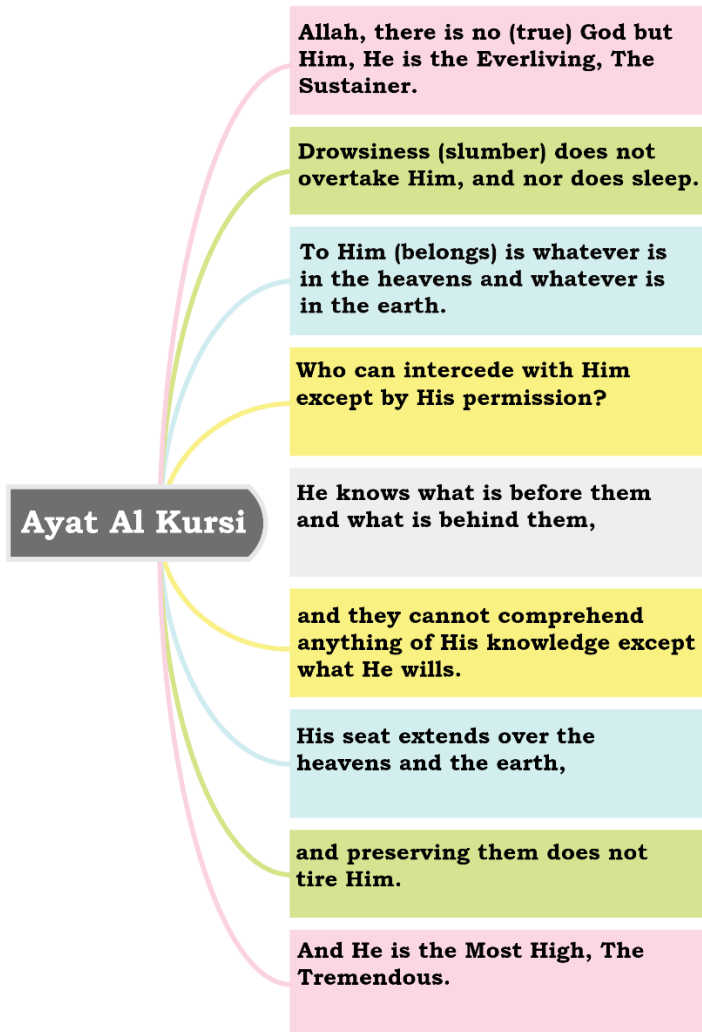 Allah, there is no (true) God but
Him, He is the Everliving, The
Sustainer.
Drowsiness (slumber) does not
overtake Him, and nor does sleep.
To Him (belongs) is whatever is
in the heavens and whatever is
in the earth.
Who can intercede with Him
except by His permission?
Ayat Al Kursi
He knows what is before them
and what is behind them,
and they cannot comprehend
anything of His knowledge except
what He wills.
His seat extends over the
heavens and the earth,
and preserving them does not
tire Him.
And He is the Most High, The
Tremendous.